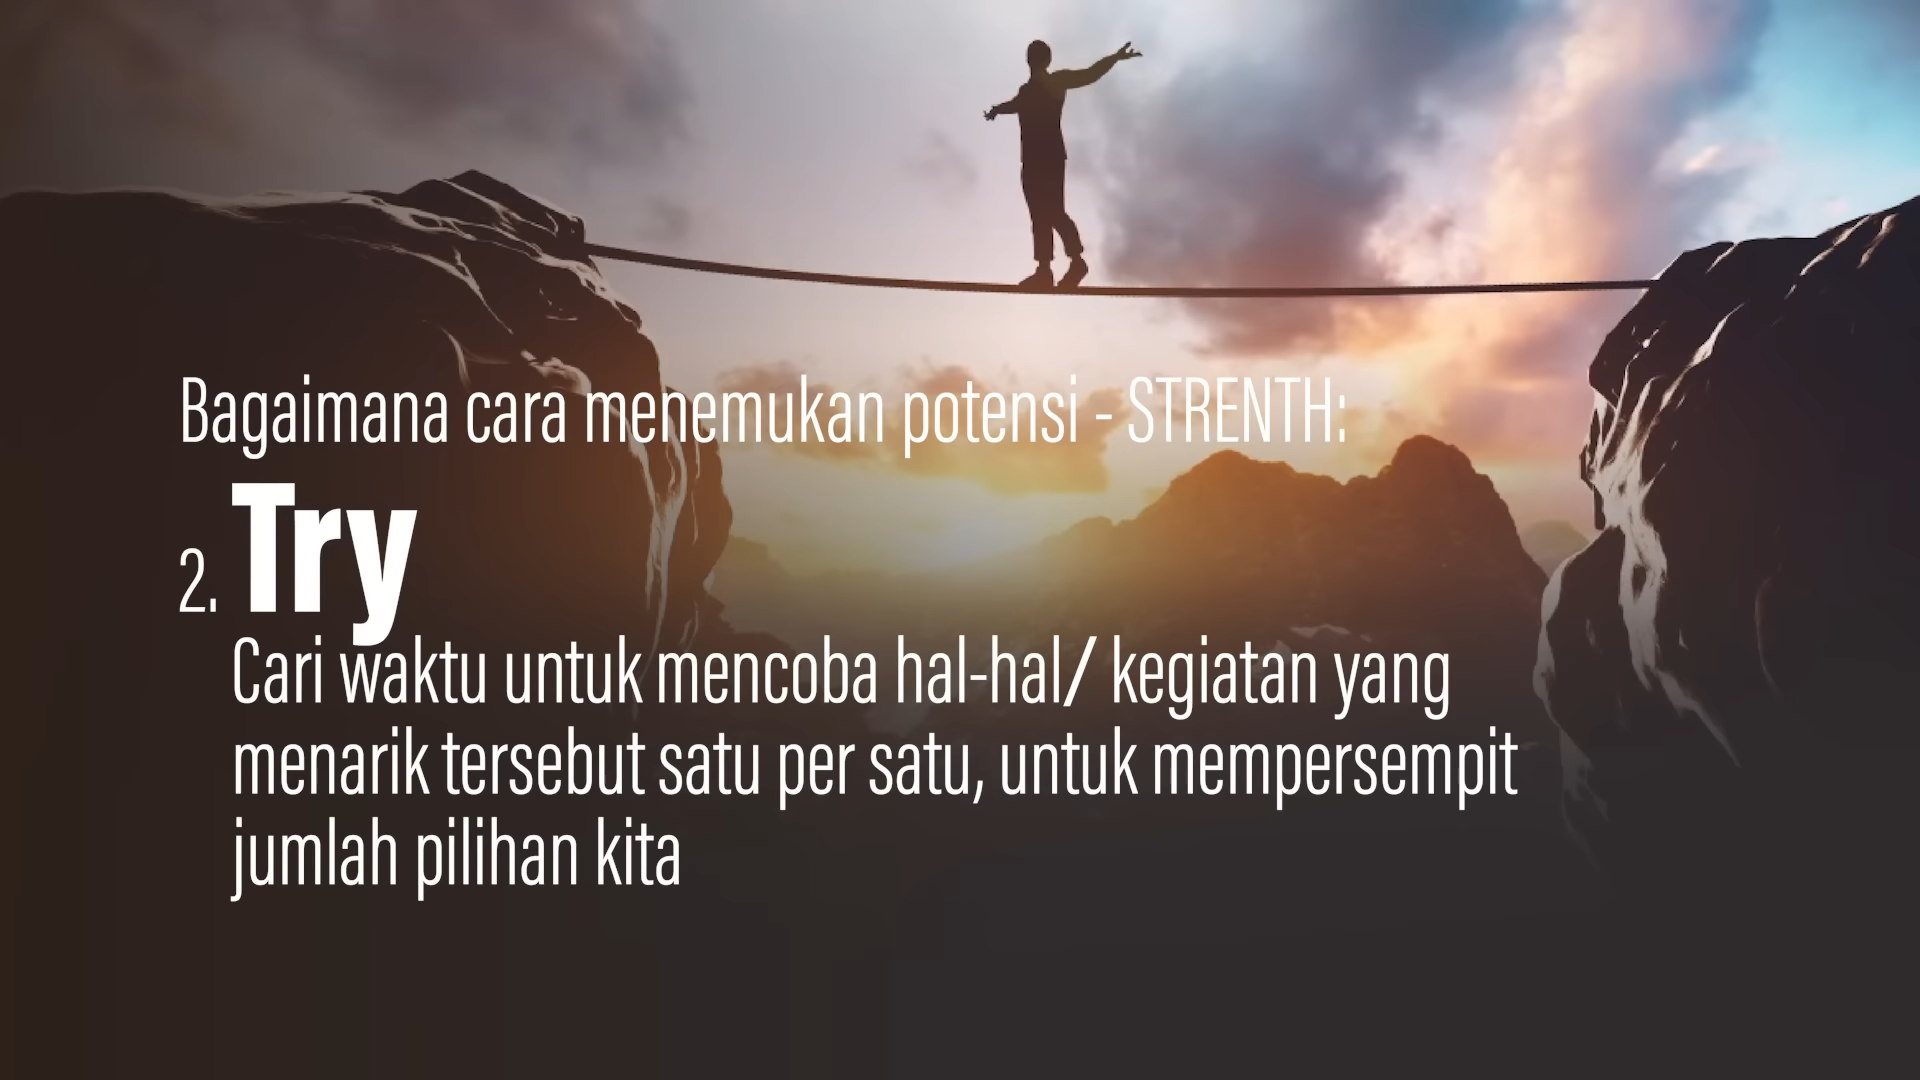 Bagaimana cara menemukan potensi - STRENTH:
2. Try
Cari waktu untuk mencoba hal-hal/ kegiatan yang
menarik tersebut satu per satu, untuk mempersempit
jumlah pilihan kita